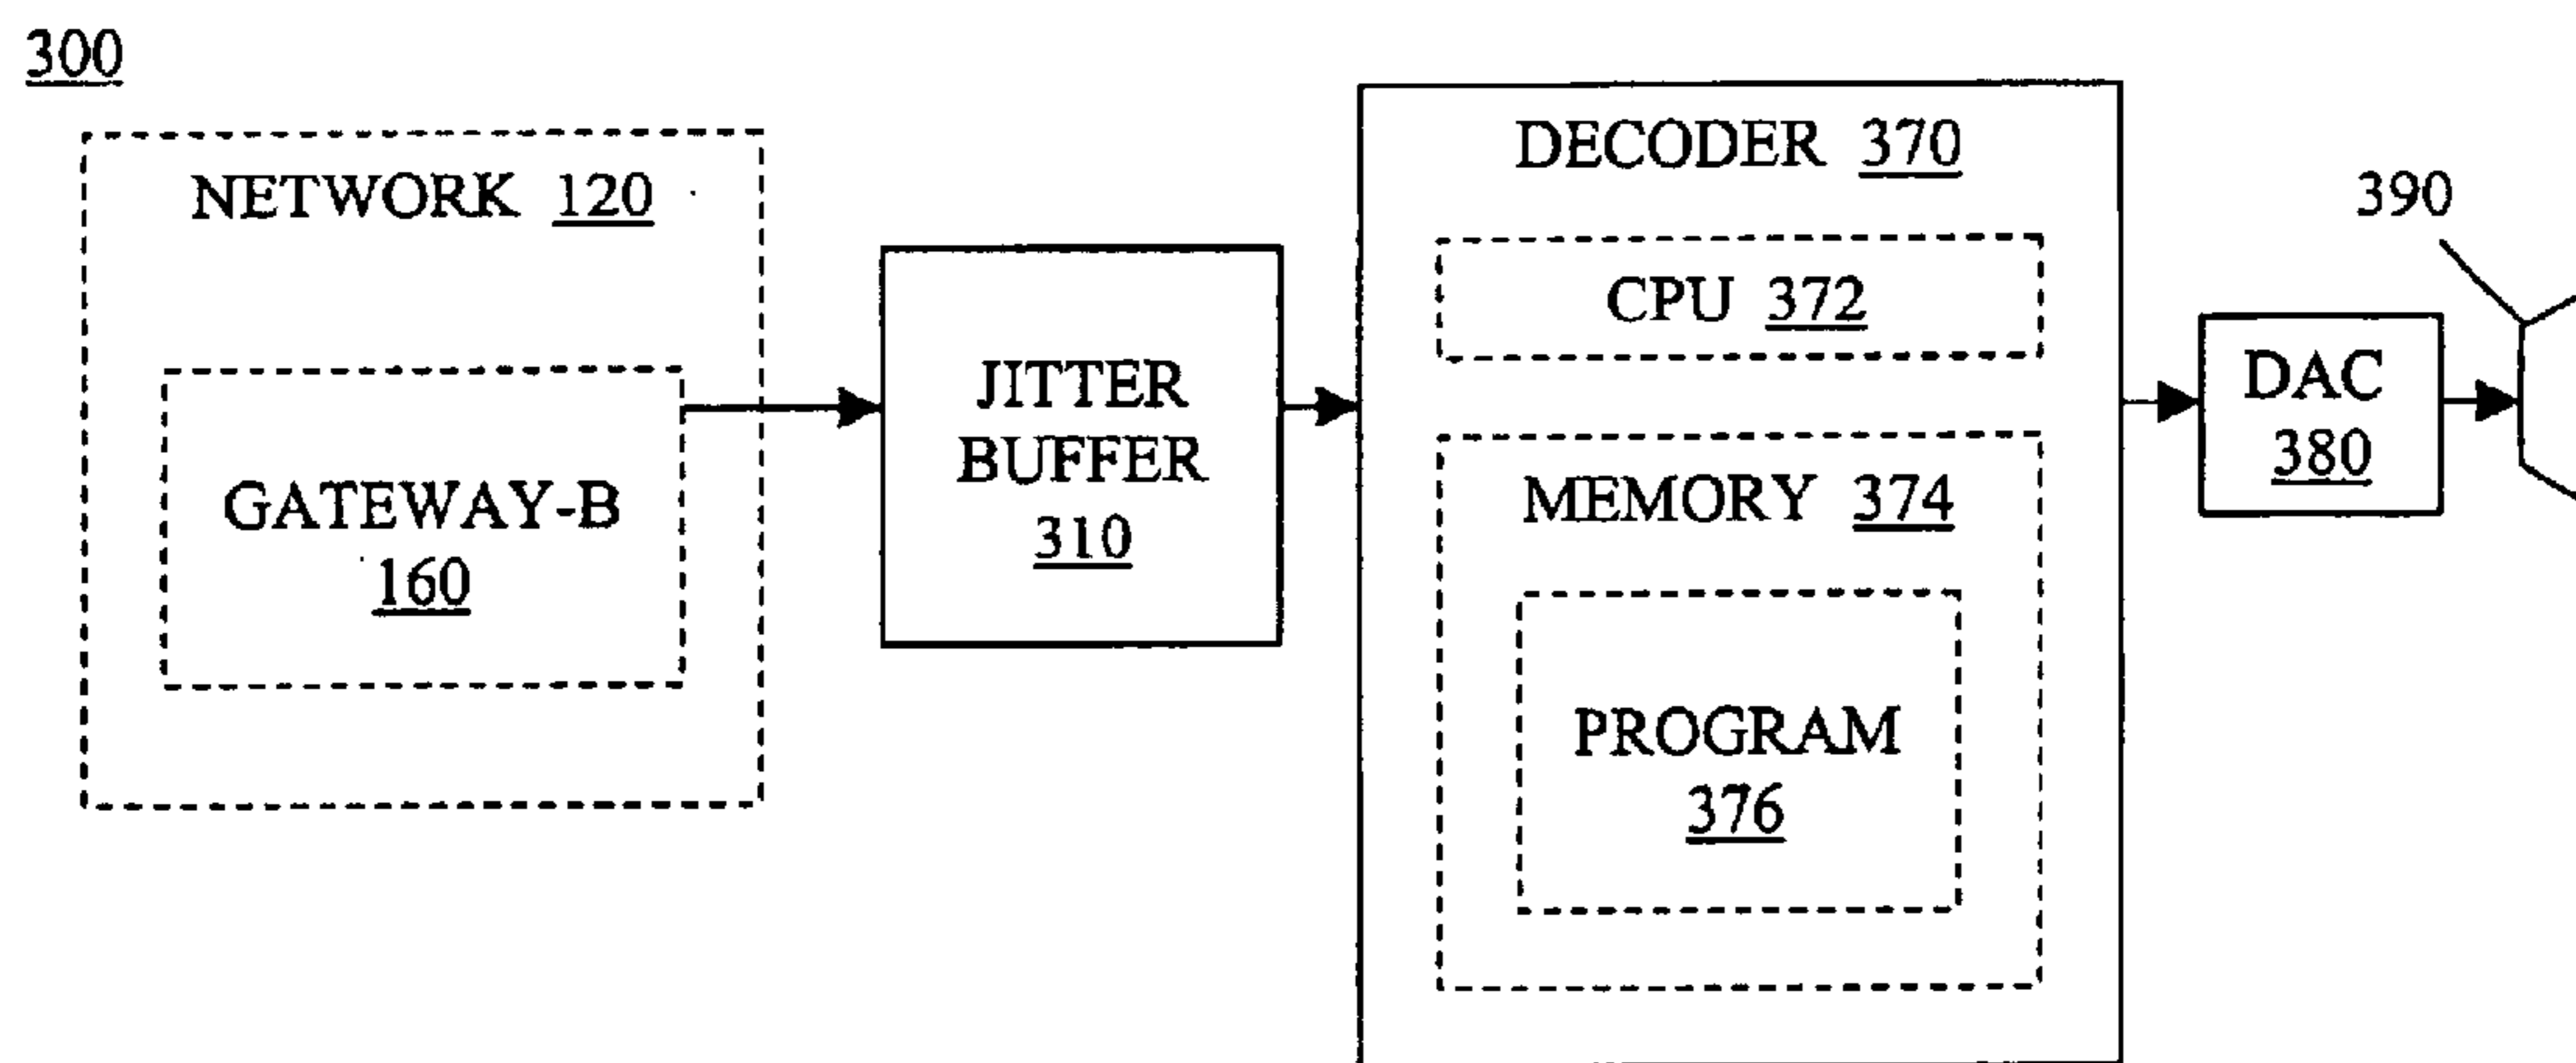 300
NETWORK 120
GATEWAY-B
160
JITTER
BUFFER
310
DECODER 370
CPU 372
MEMORY 374
PROGRAM
376
DAC
380
390